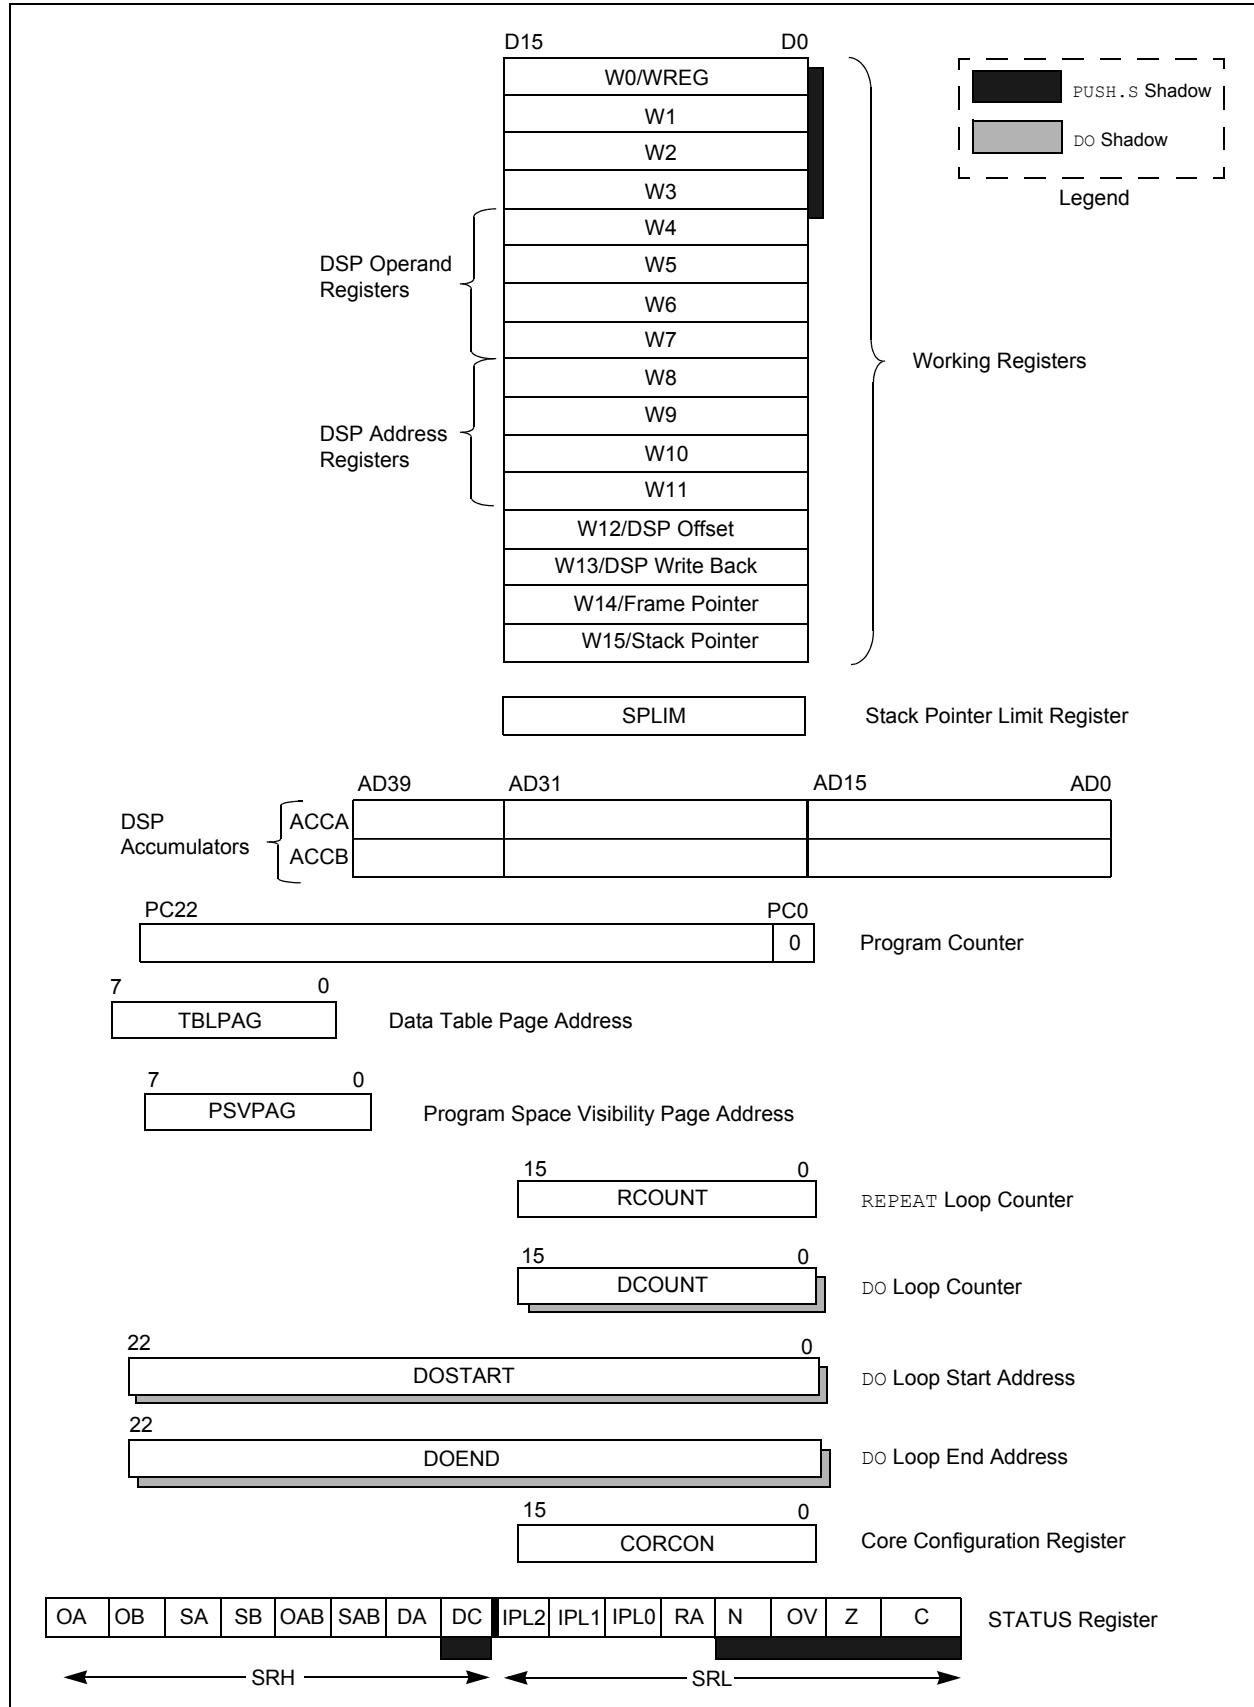 D15 D0
W0/WREG
W1
W2
W3
W4
W5
W6
W7
W8
W9
W10
W11
W12/DSP Offset
W13/DSP Write Back
W14/Frame Pointer
W15/Stack Pointer
PUSH.S Shadow
DO Shadow
Legend
DSP Operand
Registers
DSP Address
Registers
Working Registers
SPLIM Stack Pointer Limit Register
AD39 AD31 AD15 AD0
DSP
Accumulators
ACCA
ACCB
PC22 PC0
0 Program Counter
7 0
TBLPAG Data Table Page Address
7 0
PSVPAG Program Space Visibility Page Address
15 0
RCOUNT REPEAT Loop Counter
15 0
DCOUNT DO Loop Counter
22 0
DOSTART DO Loop Start Address
22
DOEND DO Loop End Address
15 0
CORCON Core Configuration Register
OA OB SA SB OAB SAB DA DC IPL2 IPL1 IPL0 RA N OV Z C STATUS Register
SRH SRL